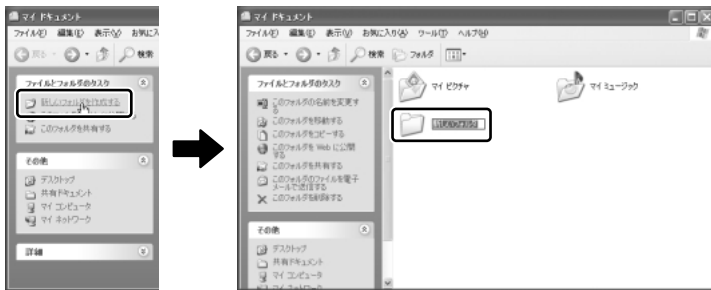 マイ ドキュメント
ファイル(F) 編集(E) 表示(V) お気に入
戻る 検索
ファイルとフォルダのタスク
新しいフォルダを作成する
このフォルダを共有する
その他
デスクトップ
共有ドキュメント
マイ コンピュータ
マイ ネットワーク
詳細
マイ ドキュメント
ファイル(F) 編集(E) 表示(V) お気に入り(A) ツール(T) ヘルプ(H)
戻る 検索 フォルダ
ファイルとフォルダのタスク
このフォルダの名前を変更す
る
このフォルダを移動する
このフォルダをコピーする
このフォルダを Web に公開
する
このフォルダを共有する
このフォルダのファイルを電子
メールで送信する
このフォルダを削除する
その他
デスクトップ
共有ドキュメント
マイ コンピュータ
マイ ネットワーク
マイ ピクチャ
マイ ミュージック